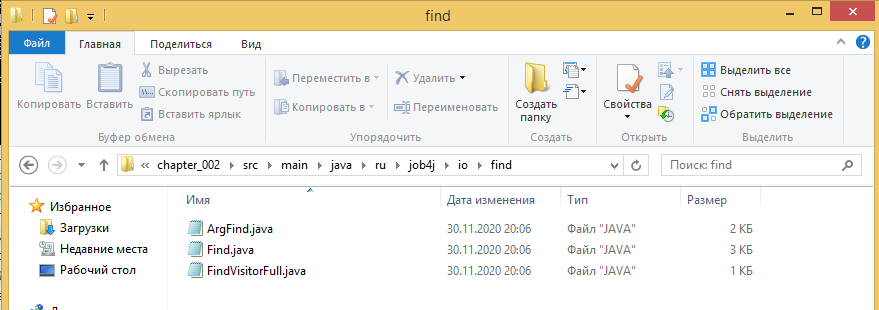 find
Файл Главная Поделиться Вид
Копировать
Вставить
Вырезать
Скопировать путь
Вставить ярлык
Буфер обмена
Переместить в
Копировать в
Удалить
Переименовать
Упорядочить
Создать папку
Создать
Свойства
Открыть
Выделить все
Снять выделение
Обратить выделение
Выделить
« chapter_002 src main java ru job4j io find
Поиск: find
Избранное
Загрузки
Недавние места
Рабочий стол
Имя Дата изменения Тип Размер
ArgFind.java 30.11.2020 20:06 Файл "JAVA" 2 КБ
Find.java 30.11.2020 20:06 Файл "JAVA" 3 КБ
FindVisitorFull.java 30.11.2020 20:06 Файл "JAVA" 1 КБ